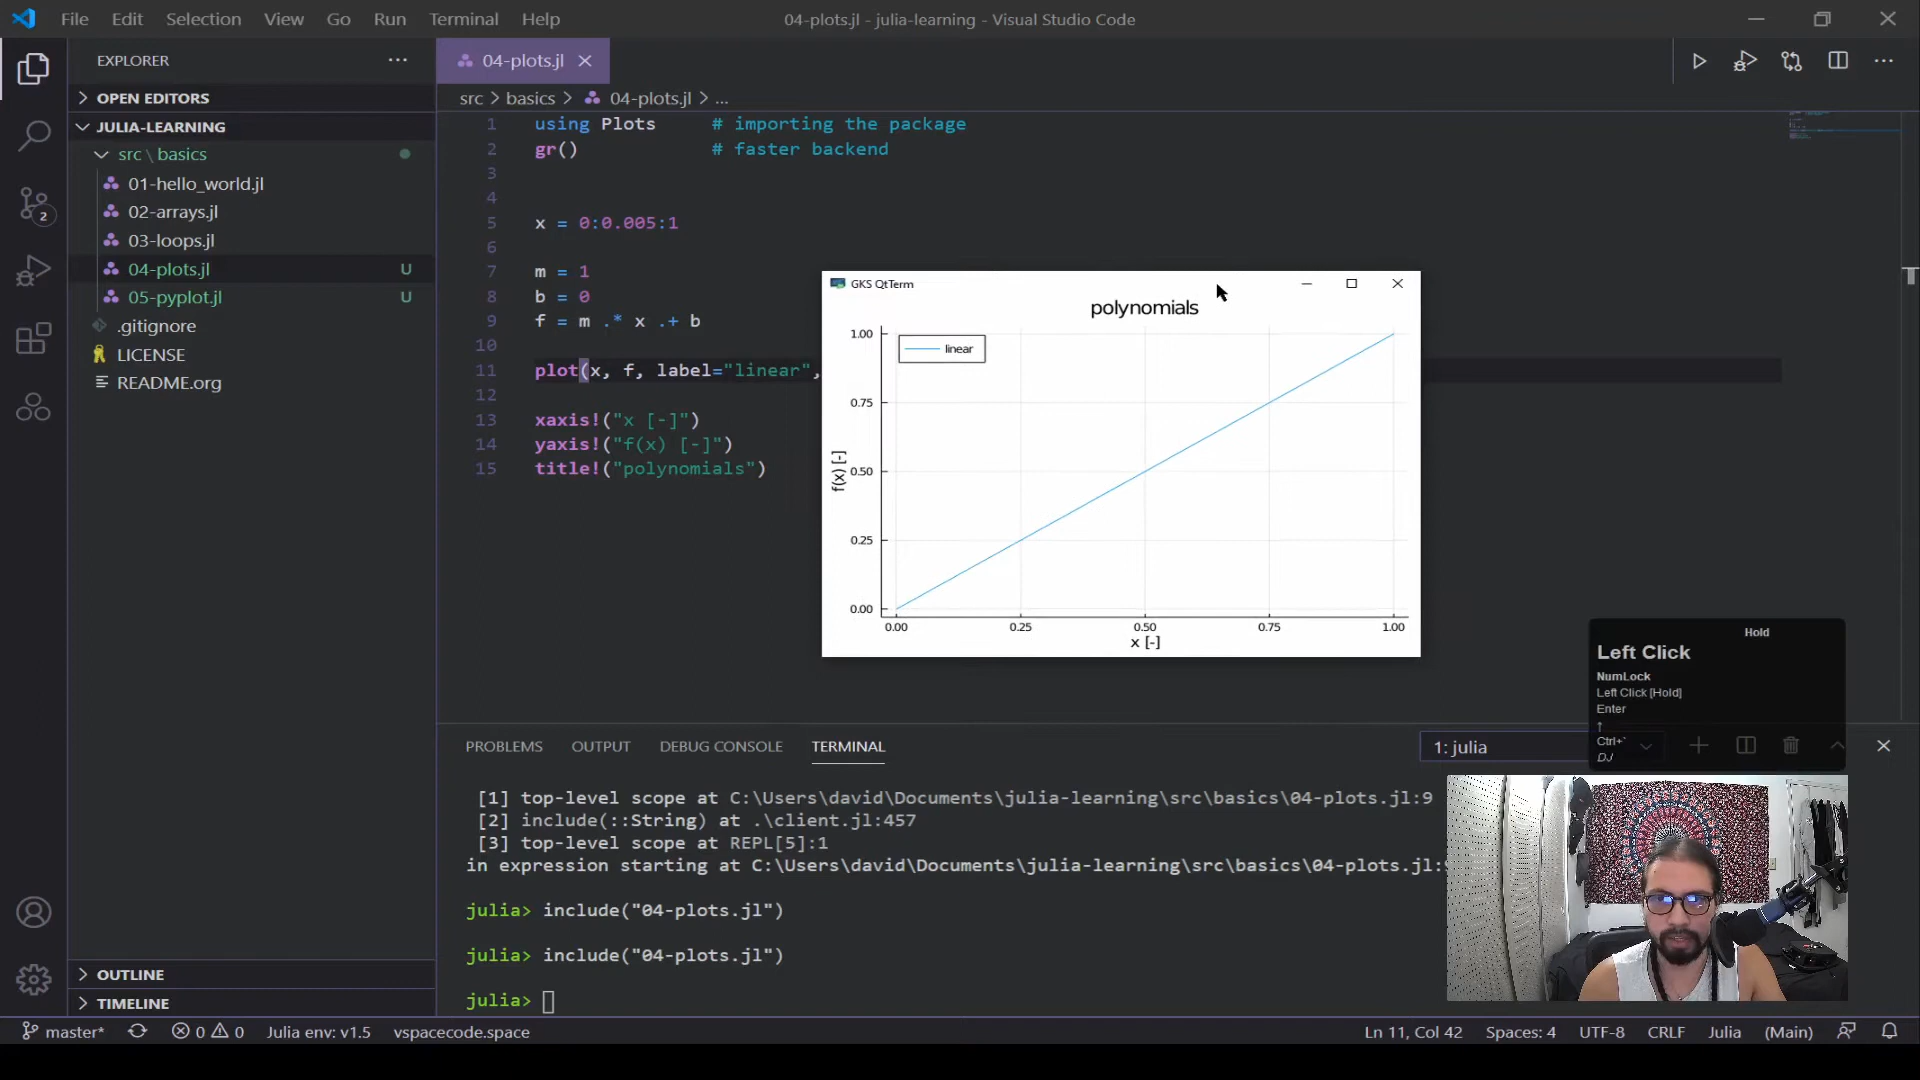 File Edit Selection View Go Run Terminal Help
04-plots.jl - julia-learning - Visual Studio Code
EXPLORER
04-plots.jl
OPEN EDITORS
src > basics > 04-plots.jl > ...
JULIA-LEARNING
src \ basics
01-hello_world.jl
02-arrays.jl
03-loops.jl
04-plots.jl U
05-pyplot.jl U
.gitignore
LICENSE
README.org
2
1 using Plots # importing the package
2 gr() # faster backend
3
4
5 x = 0:0.005:1
6
7 m = 1
8 b = 0
9 f = m .* x .+ b
10
11 plot(x, f, label="linear",
12
13 xaxis!("x [-]")
14 yaxis!("f(x) [-]")
15 title!("polynomials")
GKS QtTerm
polynomials
linear
1.00
0.75
0.50
0.25
0.00
f(x) [-]
0.00 0.25 0.50 0.75 1.00
x [-]
Hold
Left Click
NumLock
Left Click [Hold]
Enter
↑
Ctrl+`
DJ
PROBLEMS OUTPUT DEBUG CONSOLE TERMINAL
1: julia
[1] top-level scope at C:\Users\david\Documents\julia-learning\src\basics\04-plots.jl:9
[2] include(::String) at .\client.jl:457
[3] top-level scope at REPL[5]:1
in expression starting at C:\Users\david\Documents\julia-learning\src\basics\04-plots.jl:9
julia> include("04-plots.jl")
julia> include("04-plots.jl")
julia>
OUTLINE
TIMELINE
master* 0 0 Julia env: v1.5 vspacecode.space
Ln 11, Col 42 Spaces: 4 UTF-8 CRLF Julia (Main)